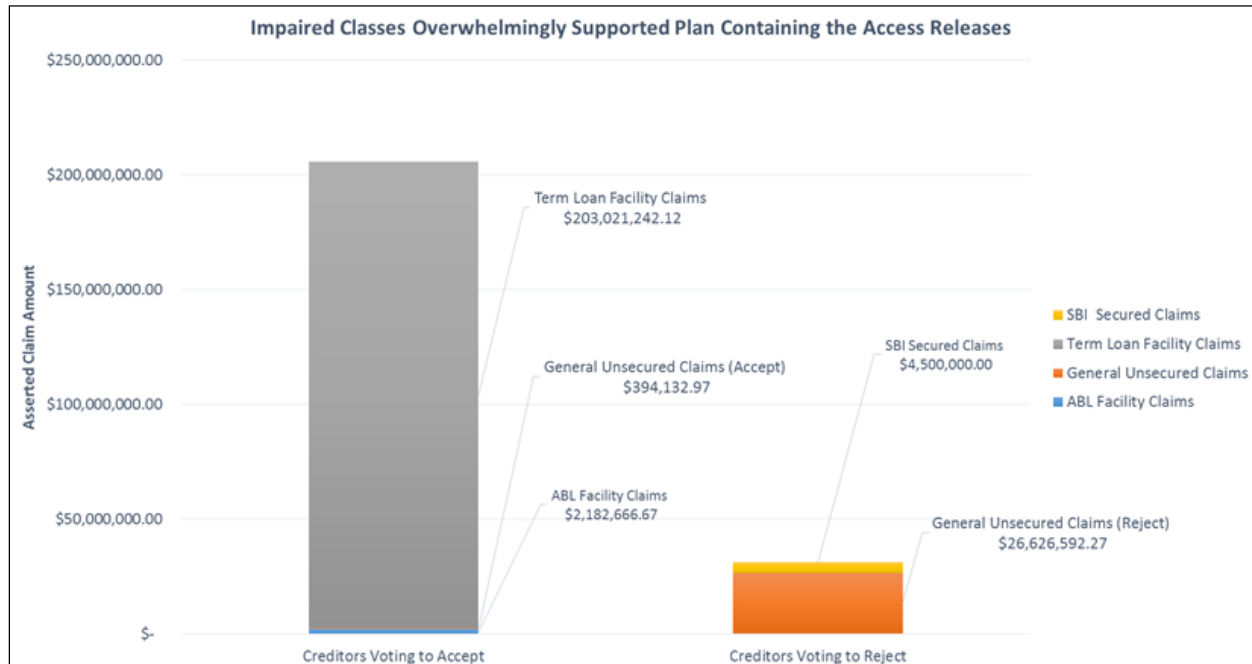 Impaired Classes Overwhelmingly Supported Plan Containing the Access Releases
$250,000,000.00
$200,000,000.00
$150,000,000.00
$100,000,000.00
$50,000,000.00
$-
Asserted Claim Amount
Term Loan Facility Claims
$203,021,242.12
General Unsecured Claims (Accept)
$394,132.97
ABL Facility Claims
$2,182,666.67
SBI Secured Claims
$4,500,000.00
General Unsecured Claims (Reject)
$26,626,592.27
Creditors Voting to Accept
Creditors Voting to Reject
SBI Secured Claims
Term Loan Facility Claims
General Unsecured Claims
ABL Facility Claims